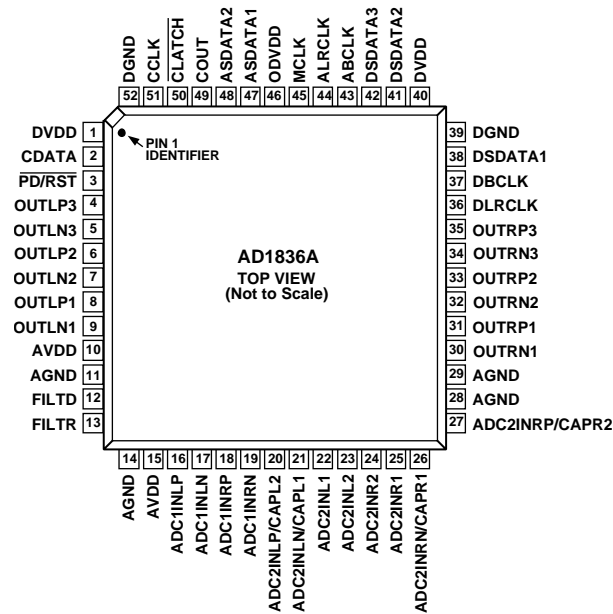 DGND
CCLK
CLATCH
COUT
ASDATA2
ASDATA1
ODVDD
MCLK
ALRCLK
ABCLK
DSDATA3
DSDATA2
DVDD
52
51
50
49
48
47
46
45
44
43
42
41
40
DVDD 1
CDATA 2
PD/RST 3
OUTLP3 4
OUTLN3 5
OUTLP2 6
OUTLN2 7
OUTLP1 8
OUTLN1 9
AVDD 10
AGND 11
FILTD 12
FILTR 13
PIN 1
IDENTIFIER
AD1836A
TOP VIEW
(Not to Scale)
39 DGND
38 DSDATA1
37 DBCLK
36 DLRCLK
35 OUTRP3
34 OUTRN3
33 OUTRP2
32 OUTRN2
31 OUTRP1
30 OUTRN1
29 AGND
28 AGND
27 ADC2INRP/CAPR2
14
15
16
17
18
19
20
21
22
23
24
25
26
AGND
AVDD
ADC1INLP
ADC1INLN
ADC1INRP
ADC1INRN
ADC2INLP/CAPL2
ADC2INLN/CAPL1
ADC2INL1
ADC2INL2
ADC2INR2
ADC2INR1
ADC2INRN/CAPR1